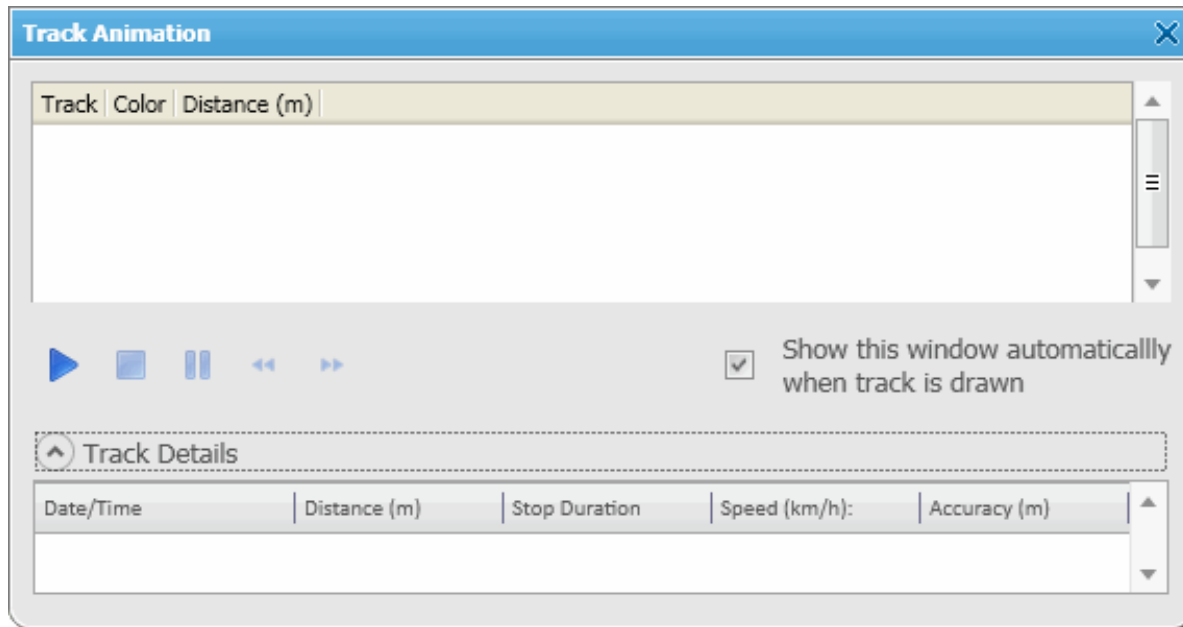 Track Animation
Track Color Distance (m)
Show this window automaticallly
when track is drawn
Track Details
Date/Time Distance (m) Stop Duration Speed (km/h): Accuracy (m)